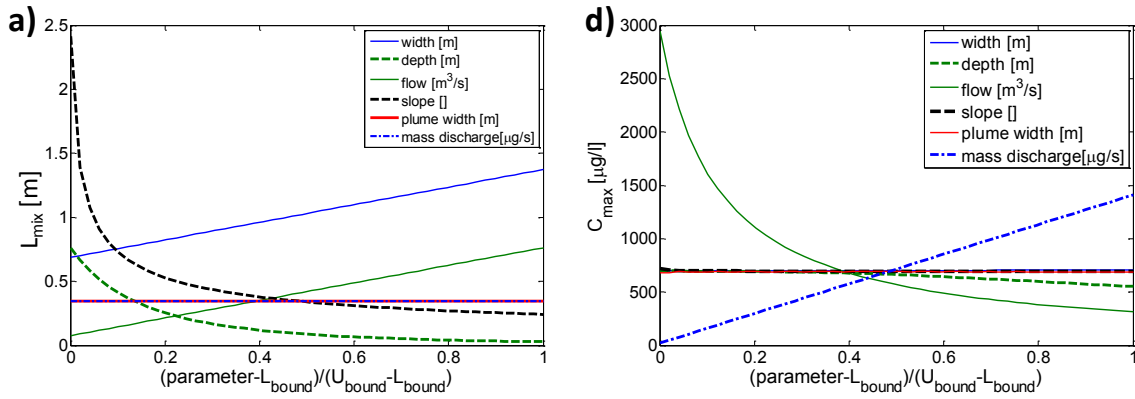 a)
2.5
2
1.5
1
0.5
0
L_mix [m]
width [m]
depth [m]
flow [m³/s]
slope []
plume width [m]
mass discharge[μg/s]
0 0.2 0.4 0.6 0.8 1
(parameter-L_bound)/(U_bound-L_bound)
d)
3000
2500
2000
1500
1000
500
0
C_max [μg/l]
width [m]
depth [m]
flow [m³/s]
slope []
plume width [m]
mass discharge[μg/s]
0 0.2 0.4 0.6 0.8 1
(parameter-L_bound)/(U_bound-L_bound)